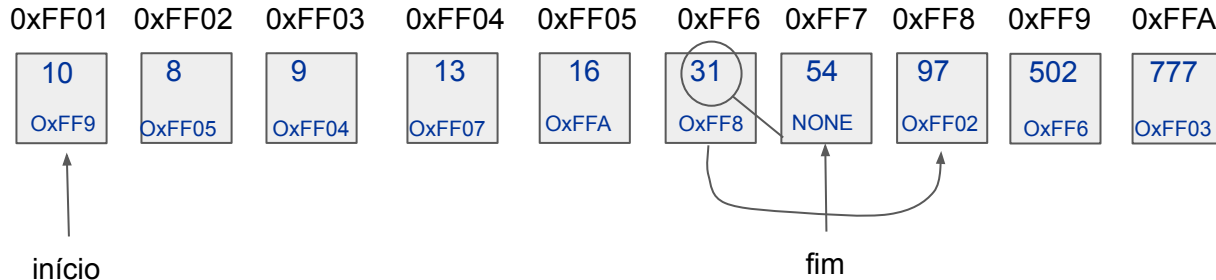 0xFF01 0xFF02 0xFF03 0xFF04 0xFF05 0xFF6 0xFF7 0xFF8 0xFF9 0xFFA
10 8 9 13 16 31 54 97 502 777
OxFF9 OxFF05 OxFF04 OxFF07 OxFFA OxFF8 NONE OxFF02 OxFF6 OxFF03
início fim